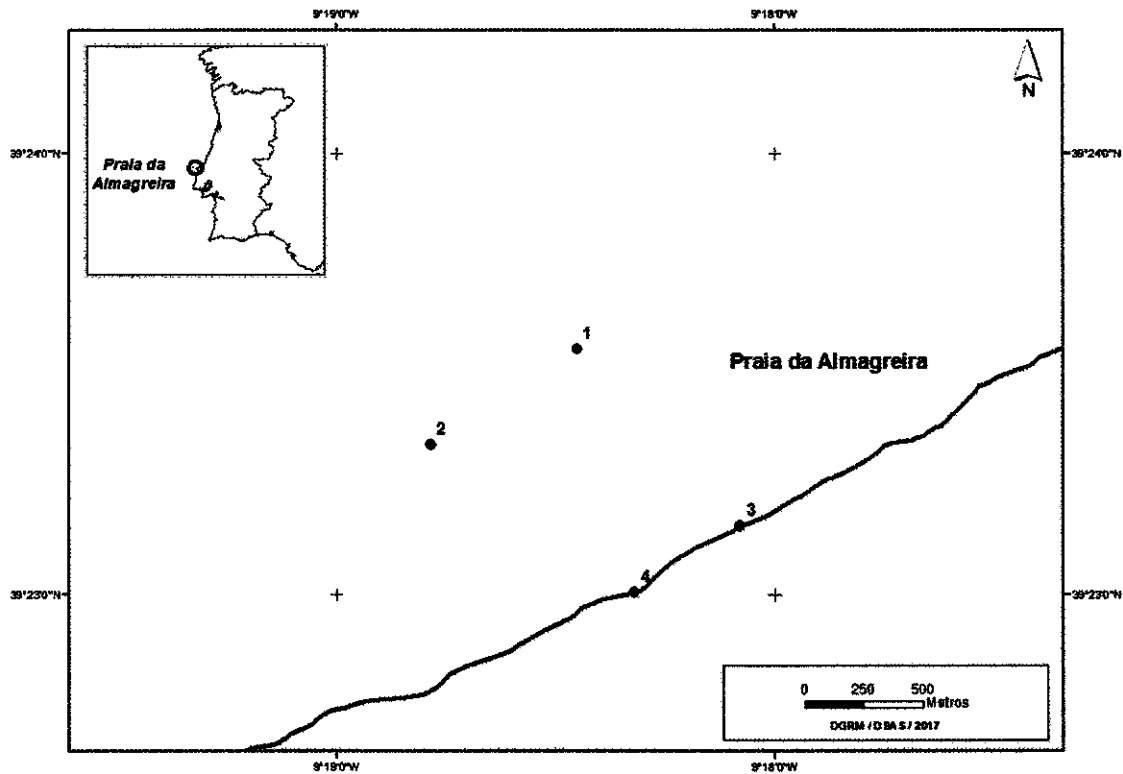 9°19'0"W
9°18'0"W
N
39°24'0"N
39°24'0"N
Praia da
Almagreira
1
Praia da Almagreira
2
3
4
39°23'0"N
39°23'0"N
0 250 500
Metros
DGRM / DSAS / 2017
9°19'0"W
9°18'0"W